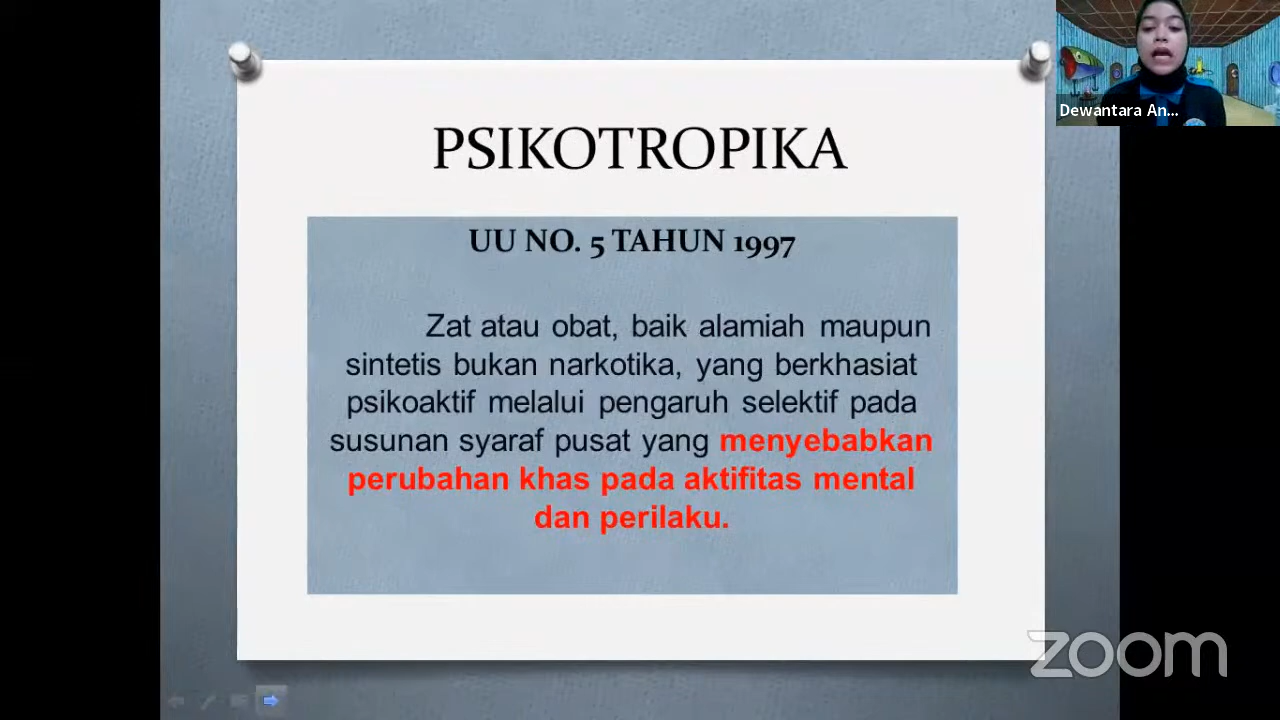 PSIKOTROPIKA
UU NO. 5 TAHUN 1997
Zat atau obat, baik alamiah maupun
sintetis bukan narkotika, yang berkhasiat
psikoaktif melalui pengaruh selektif pada
susunan syaraf pusat yang menyebabkan
perubahan khas pada aktifitas mental
dan perilaku.
Dewantara An...
zoom